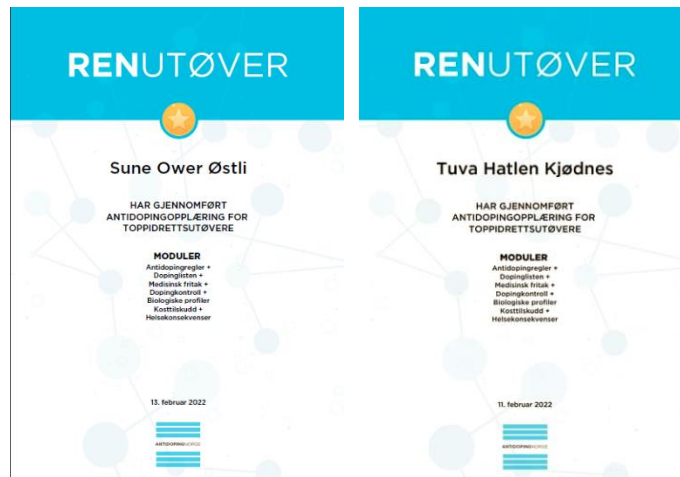 RENUTØVER
Sune Ower Østli
HAR GJENNOMFØRT
ANTIDOPINGOPPLÆRING FOR
TOPPIDRETTSUTØVERE
MODULER
Antidopingregler +
Dopinglisten +
Medisinsk fritak +
Dopingkontroll +
Biologiske profiler
Kosttilskudd +
Helsekonsekvenser
13. februar 2022
ANTIDOPINGNORGE
RENUTØVER
Tuva Hatlen Kjødnes
HAR GJENNOMFØRT
ANTIDOPINGOPPLÆRING FOR
TOPPIDRETTSUTØVERE
MODULER
Antidopingregler +
Dopinglisten +
Medisinsk fritak +
Dopingkontroll +
Biologiske profiler
Kosttilskudd +
Helsekonsekvenser
11. februar 2022
ANTIDOPINGNORGE